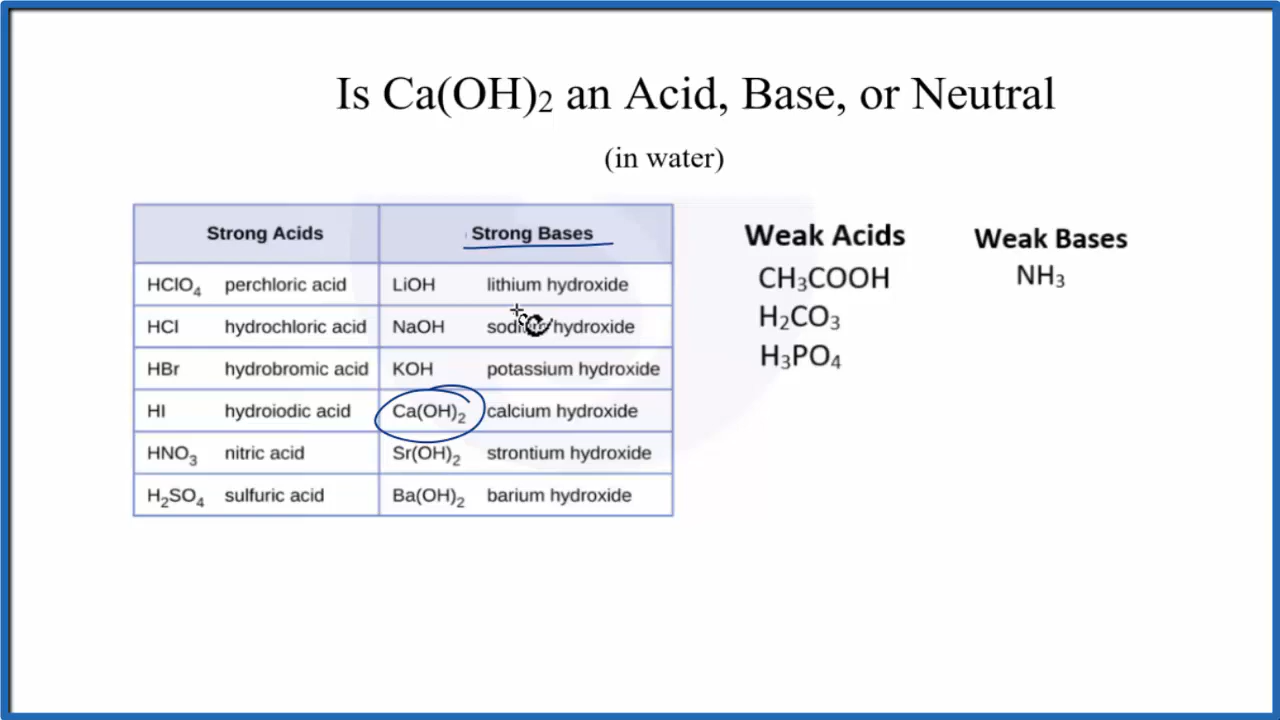 Is Ca(OH)₂ an Acid, Base, or Neutral
(in water)
Strong Acids Strong Bases
HClO₄ perchloric acid LiOH lithium hydroxide
HCl hydrochloric acid NaOH sodium hydroxide
HBr hydrobromic acid KOH potassium hydroxide
HI hydroiodic acid Ca(OH)₂ calcium hydroxide
HNO₃ nitric acid Sr(OH)₂ strontium hydroxide
H₂SO₄ sulfuric acid Ba(OH)₂ barium hydroxide
Weak Acids
CH₃COOH
H₂CO₃
H₃PO₄
Weak Bases
NH₃